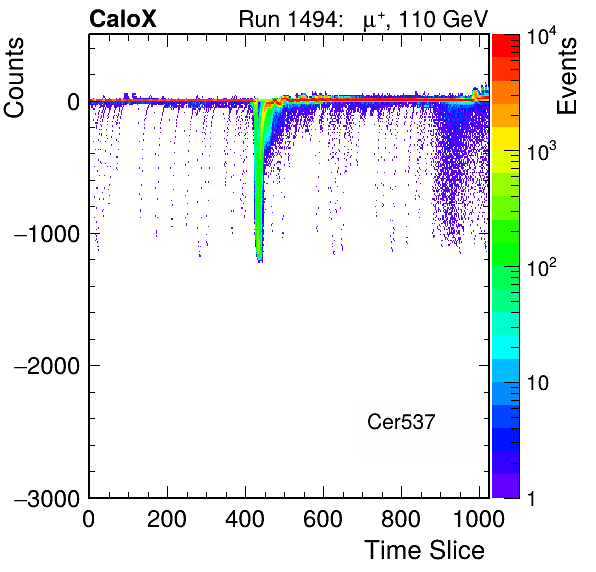 CaloX Run 1494: μ⁺, 110 GeV
Counts
0
−1000
−2000
−3000
0 200 400 600 800 1000
Time Slice
Cer537
Events
10⁴
10³
10²
10
1